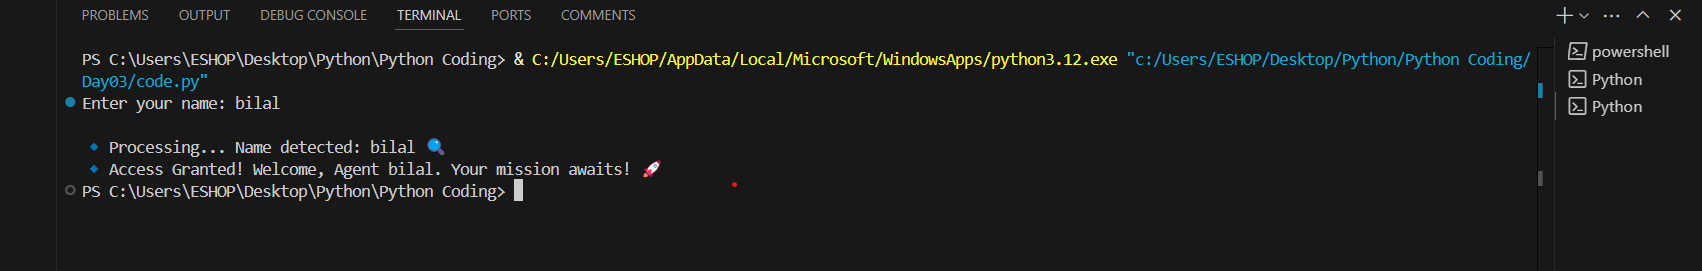 PROBLEMS OUTPUT DEBUG CONSOLE TERMINAL PORTS COMMENTS
PS C:\Users\ESHOP\Desktop\Python\Python Coding> & C:/Users/ESHOP/AppData/Local/Microsoft/WindowsApps/python3.12.exe "c:/Users/ESHOP/Desktop/Python/Python Coding/
Day03/code.py"
Enter your name: bilal
🔹 Processing... Name detected: bilal 🔍
🔹 Access Granted! Welcome, Agent bilal. Your mission awaits! 🚀
PS C:\Users\ESHOP\Desktop\Python\Python Coding>
powershell
Python
Python